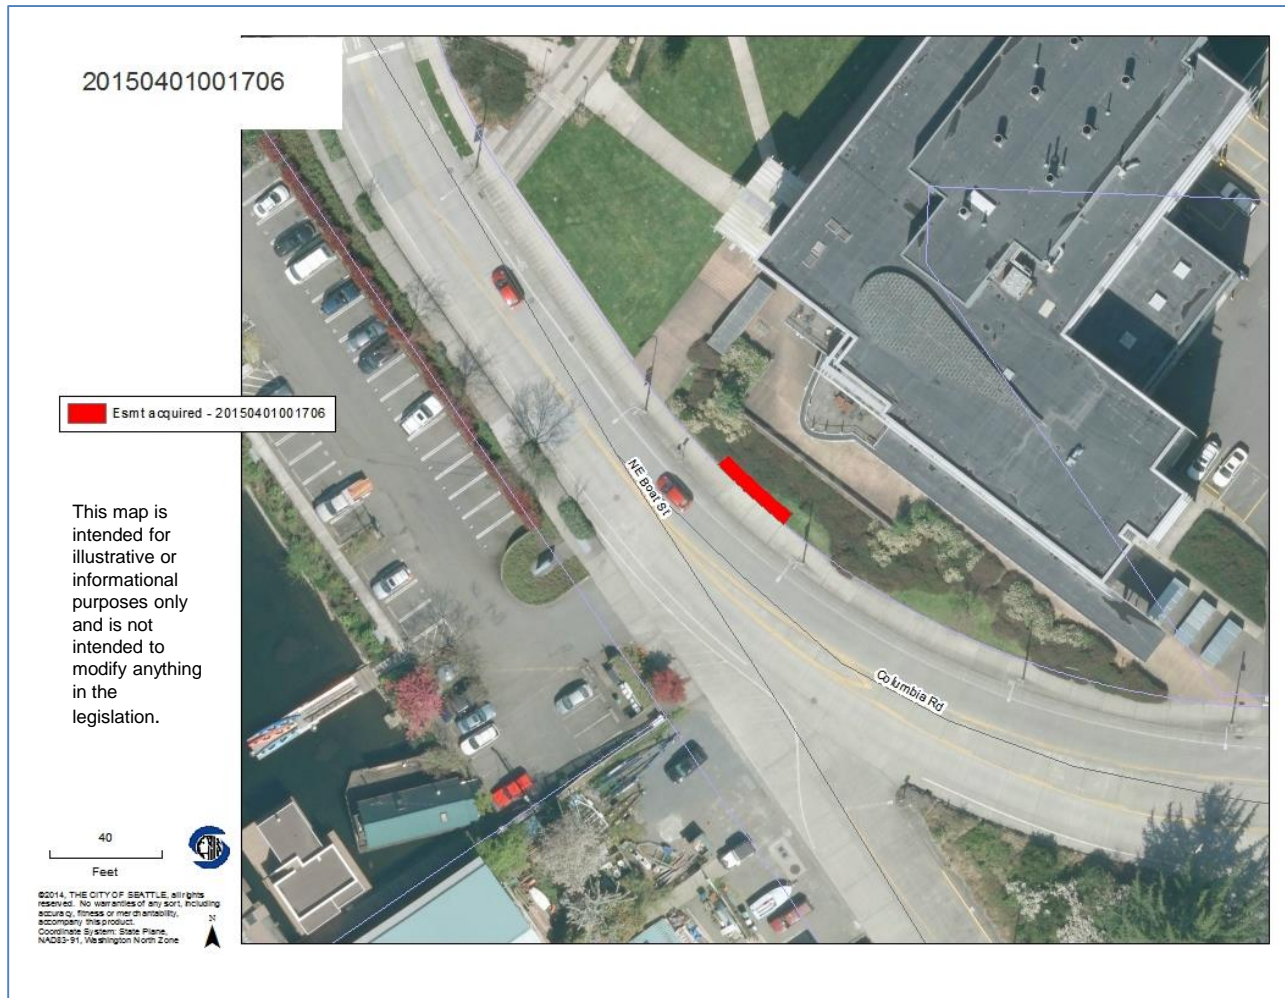 20150401001706
Esmt acquired - 20150401001706
This map is
intended for
illustrative or
informational
purposes only
and is not
intended to
modify anything
in the
legislation.
NE Boat St
Columbia Rd
40
Feet
©2014, THE CITY OF SEATTLE, all rights
reserved. No warranties of any sort, including
accuracy, fitness or merchantability,
accompany this product.
Coordinate System: State Plane,
NAD83-91, Washington North Zone
N